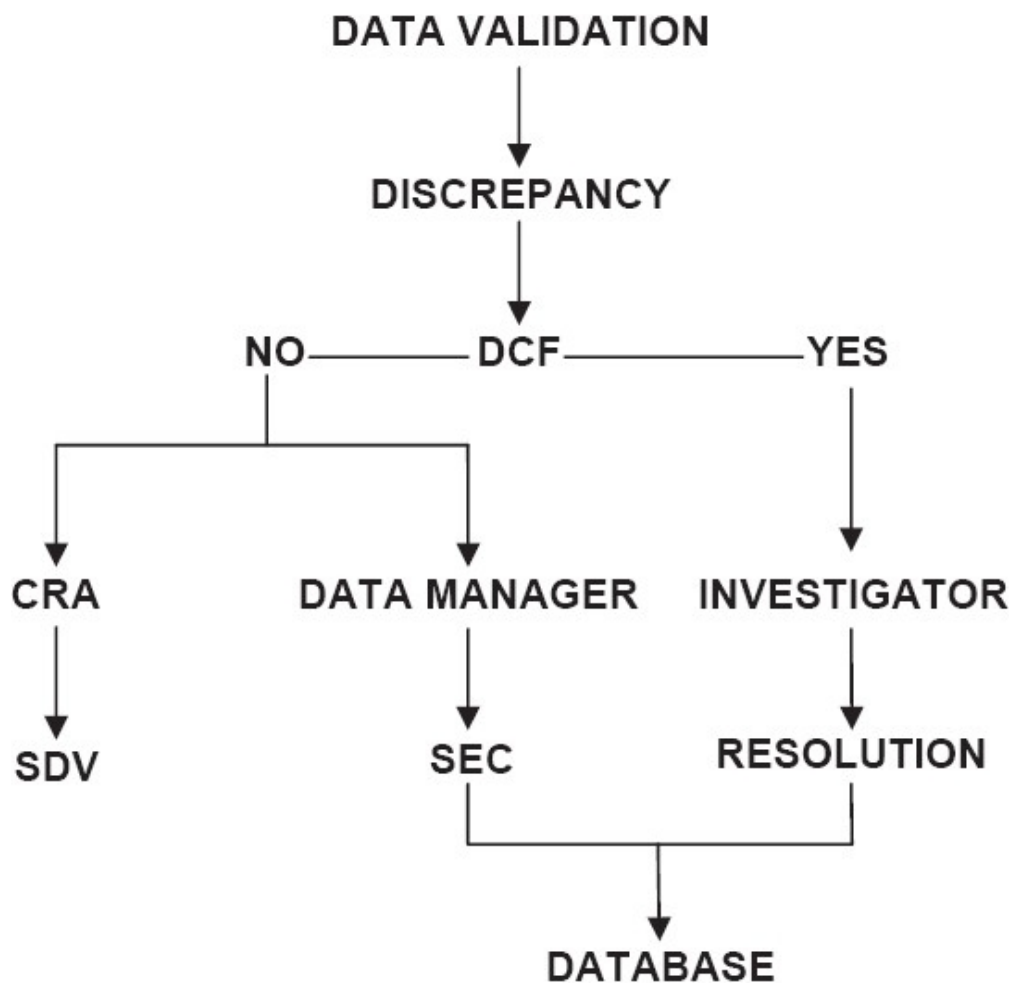 DATA VALIDATION
DISCREPANCY
NO DCF YES
CRA DATA MANAGER INVESTIGATOR
SDV SEC RESOLUTION
DATABASE